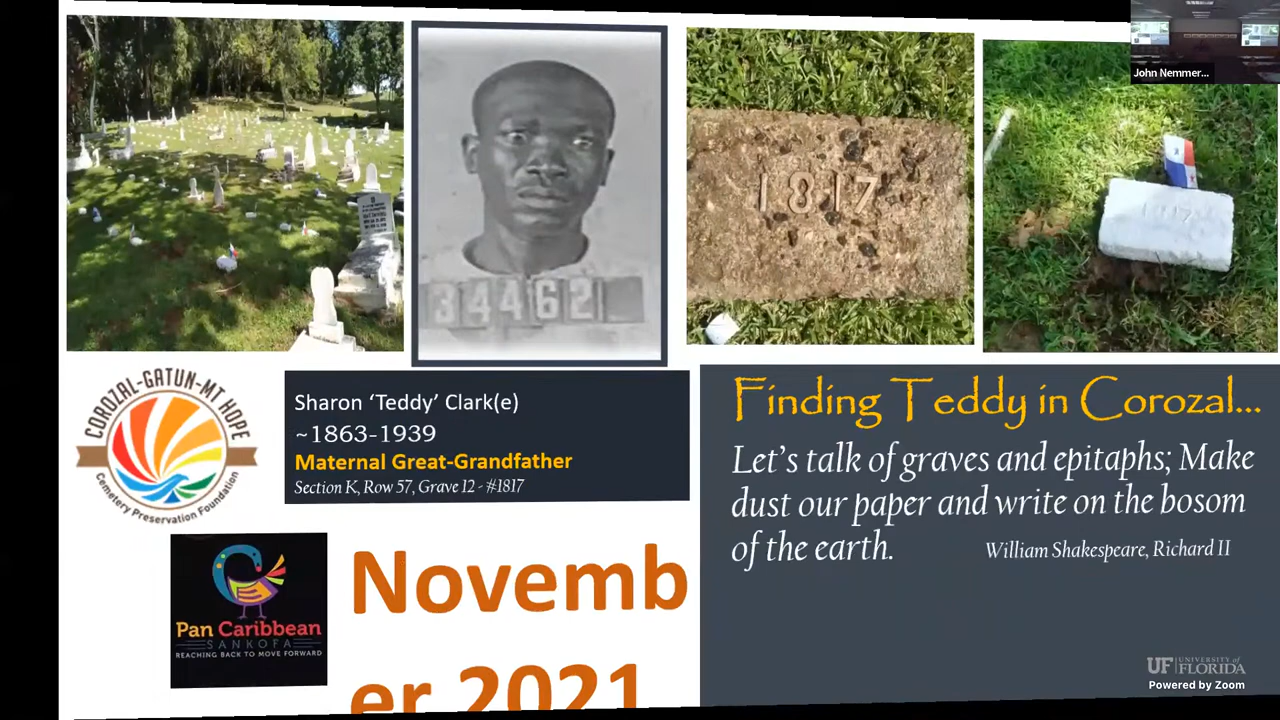 John Nemmer...
34462
1817
1817
COROZAL-GATUN-MT HOPE
Cemetery Preservation Foundation
Sharon ‘Teddy’ Clark(e)
~1863-1939
Maternal Great-Grandfather
Section K, Row 57, Grave 12 - #1817
Finding Teddy in Corozal...
Let’s talk of graves and epitaphs; Make
dust our paper and write on the bosom
of the earth.
William Shakespeare, Richard II
Pan Caribbean
SANKOFA
REACHING BACK TO MOVE FORWARD
Novemb
er 2021
UF UNIVERSITY of
FLORIDA
Powered by Zoom